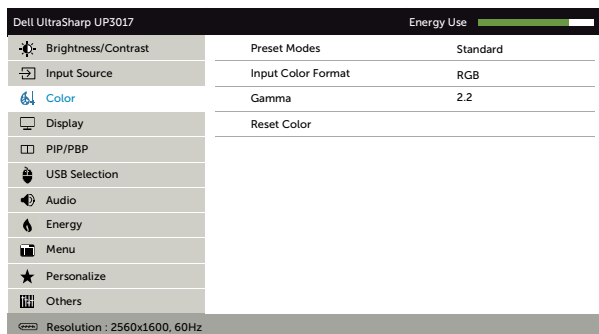 Dell UltraSharp UP3017 Energy Use
Brightness/Contrast Preset Modes Standard
Input Source Input Color Format RGB
Color Gamma 2.2
Display Reset Color
PIP/PBP
USB Selection
Audio
Energy
Menu
Personalize
Others
Resolution : 2560x1600, 60Hz